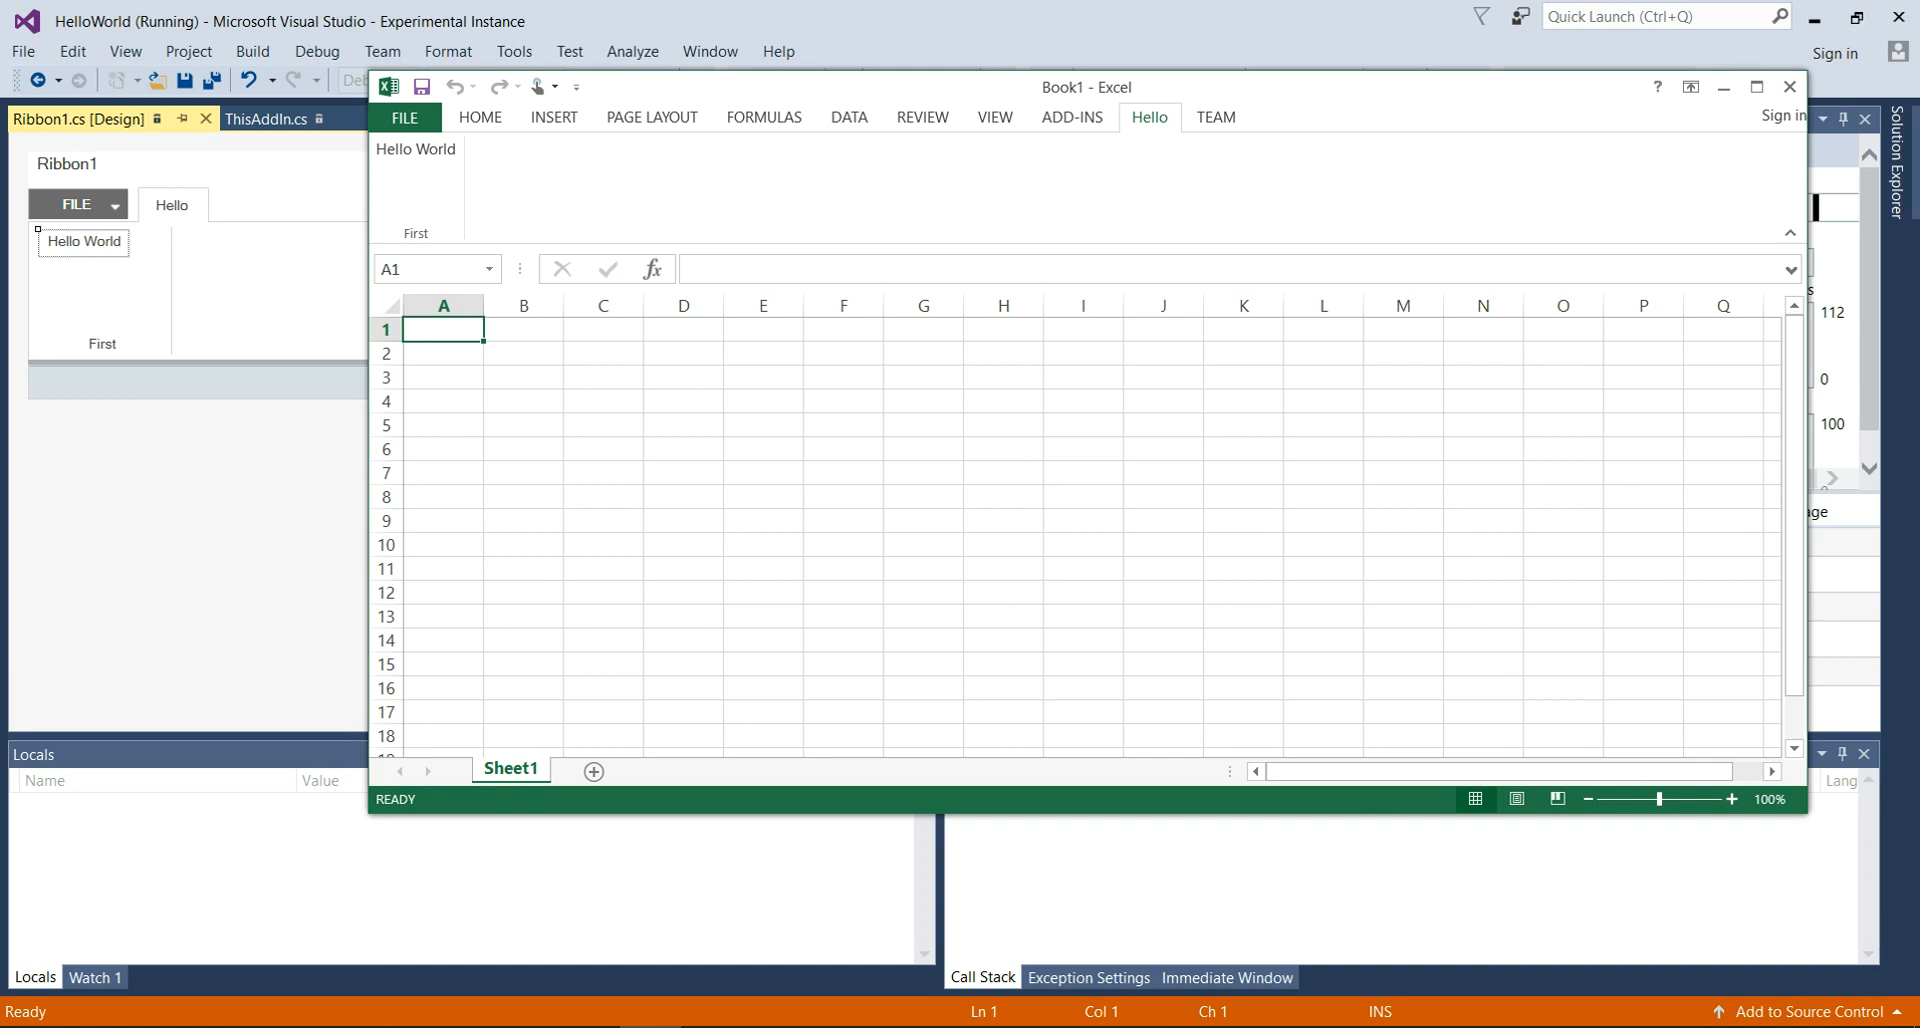 HelloWorld (Running) - Microsoft Visual Studio - Experimental Instance
Quick Launch (Ctrl+Q)
File Edit View Project Build Debug Team Format Tools Test Analyze Window Help
Sign in
Ribbon1.cs [Design] ThisAddIn.cs
Ribbon1
FILE Hello
Hello World
First
Book1 - Excel
?
FILE HOME INSERT PAGE LAYOUT FORMULAS DATA REVIEW VIEW ADD-INS Hello TEAM
Sign in
Hello World
First
A1
fx
A B C D E F G H I J K L M N O P Q
1
2
3
4
5
6
7
8
9
10
11
12
13
14
15
16
17
18
Sheet1
READY
100%
Solution Explorer
112
0
100
Locals
Name Value
Lang
Locals Watch 1
Call Stack Exception Settings Immediate Window
Ready
Ln 1 Col 1 Ch 1 INS
Add to Source Control